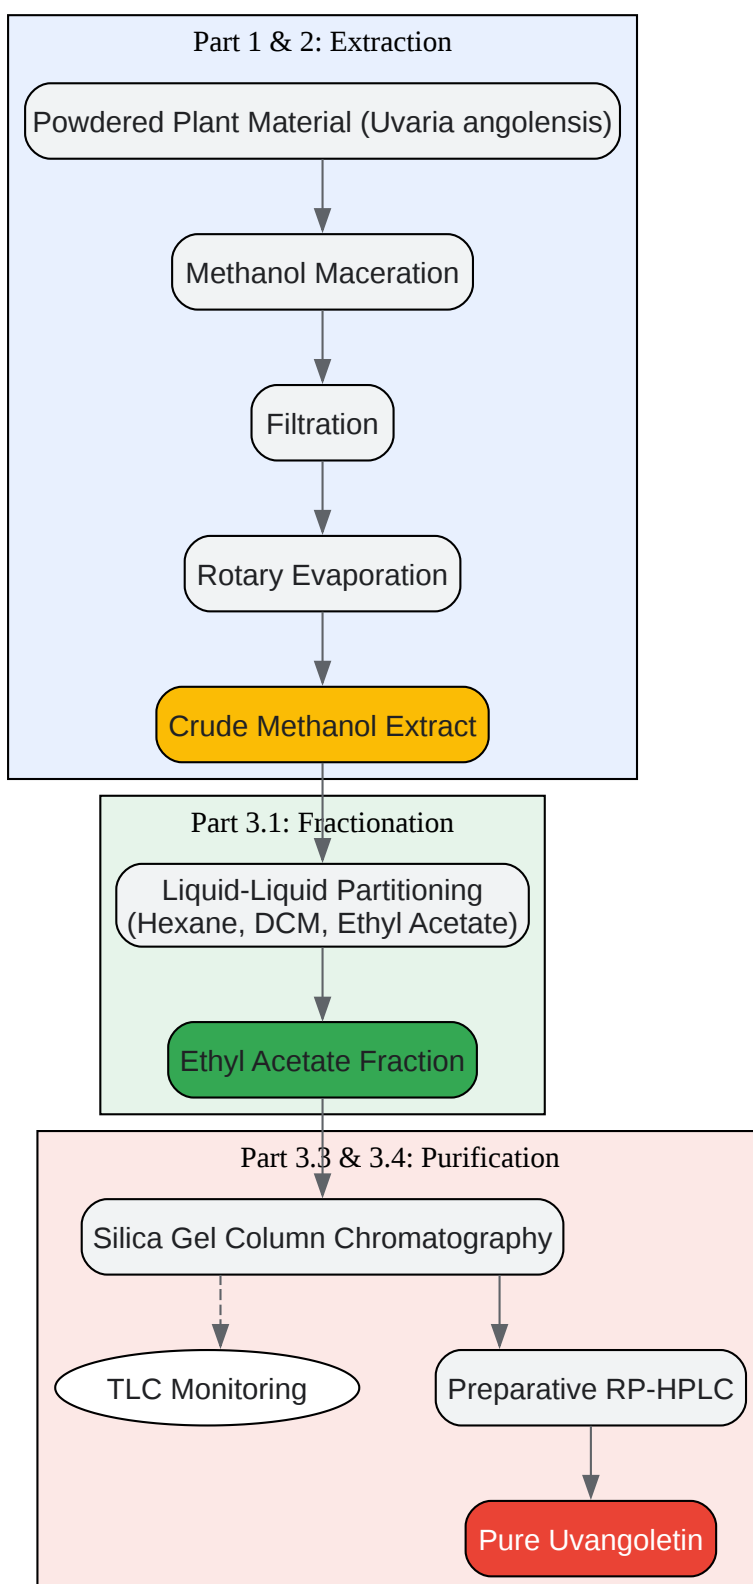 Part 1 & 2: Extraction
Powdered Plant Material (Uvaria angolensis)
Methanol Maceration
Filtration
Rotary Evaporation
Crude Methanol Extract
Part 3.1: Fractionation
Liquid-Liquid Partitioning
(Hexane, DCM, Ethyl Acetate)
Ethyl Acetate Fraction
Part 3.3 & 3.4: Purification
Silica Gel Column Chromatography
TLC Monitoring
Preparative RP-HPLC
Pure Uvangoletin